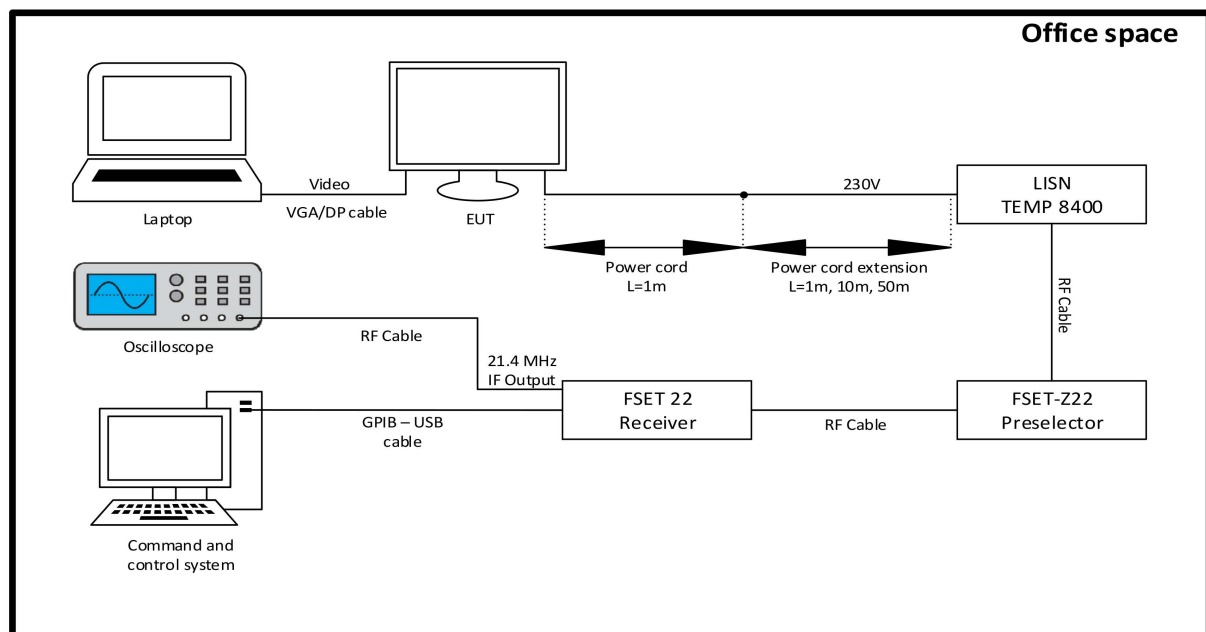 Office space
Video
VGA/DP cable
Laptop
EUT
230V
LISN
TEMP 8400
Power cord
L=1m
Power cord extension
L=1m, 10m, 50m
RF Cable
Oscilloscope
RF Cable
21.4 MHz
IF Output
FSET 22
Receiver
RF Cable
FSET-Z22
Preselector
GPIB – USB
cable
Command and
control system